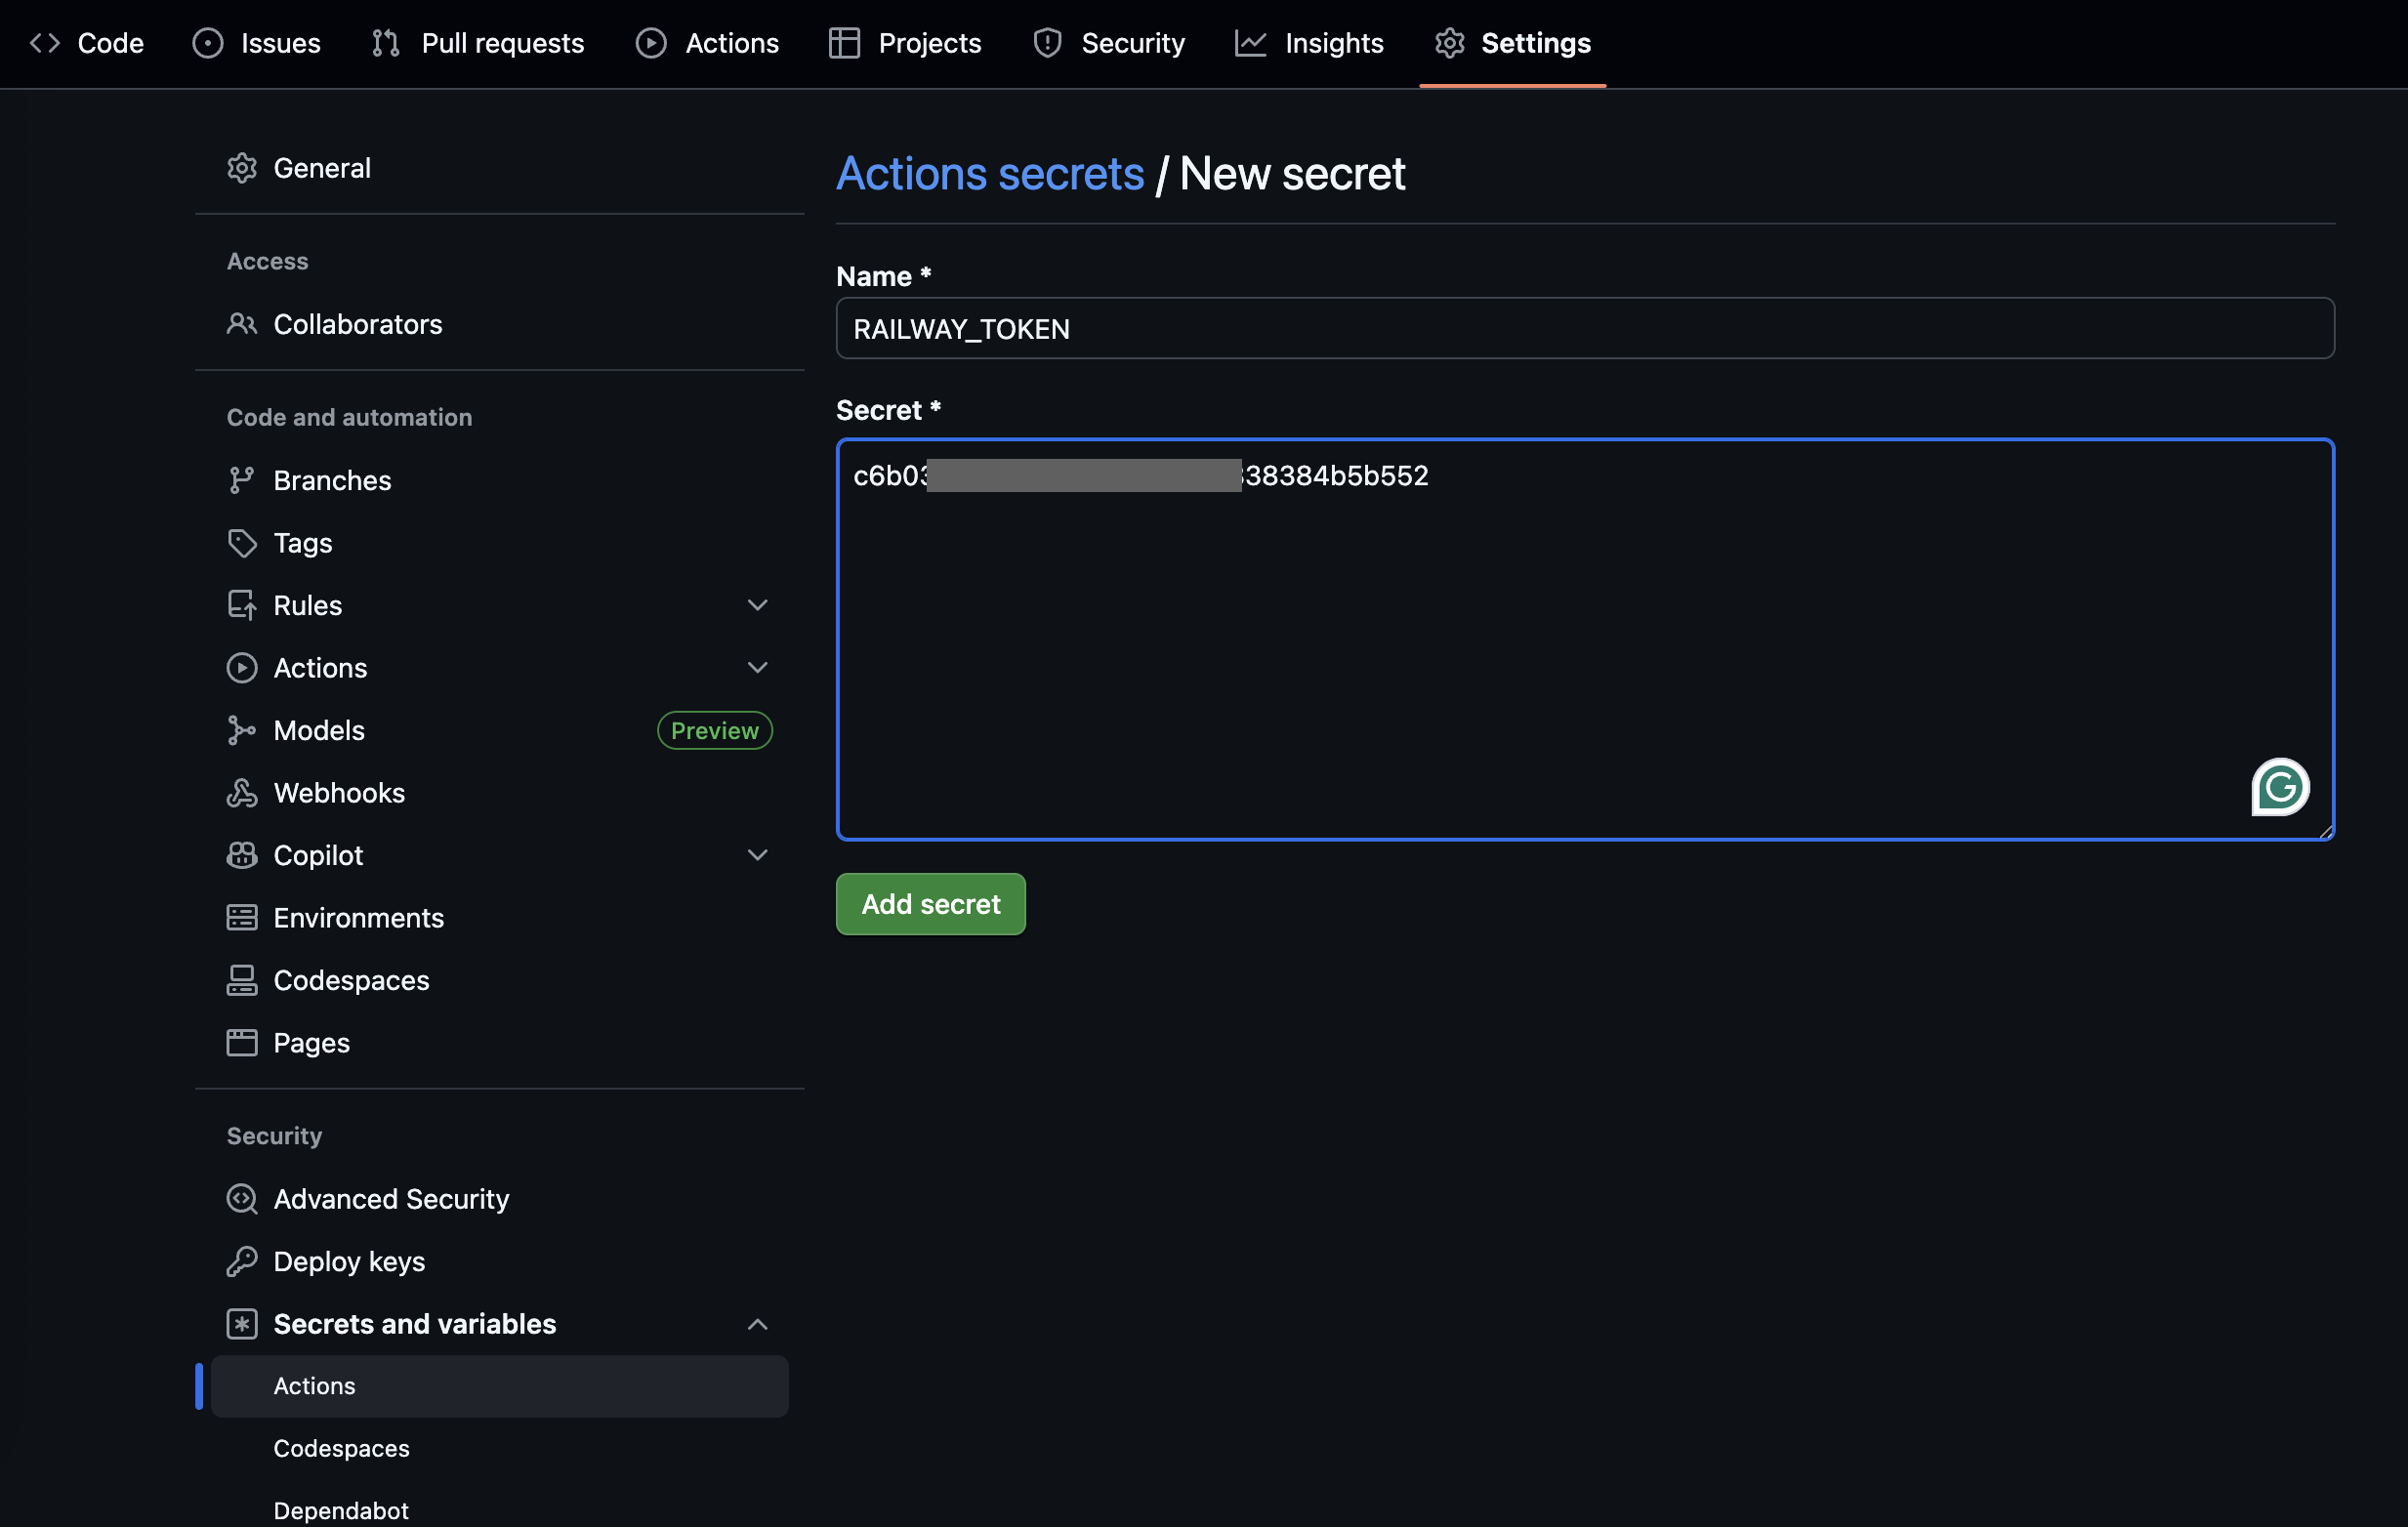 Code Issues Pull requests Actions Projects Security Insights Settings
General
Access
Collaborators
Code and automation
Branches
Tags
Rules
Actions
Models Preview
Webhooks
Copilot
Environments
Codespaces
Pages
Security
Advanced Security
Deploy keys
Secrets and variables
Actions
Codespaces
Dependabot
Actions secrets / New secret
Name *
RAILWAY_TOKEN
Secret *
c6b03 38384b5b552
Add secret